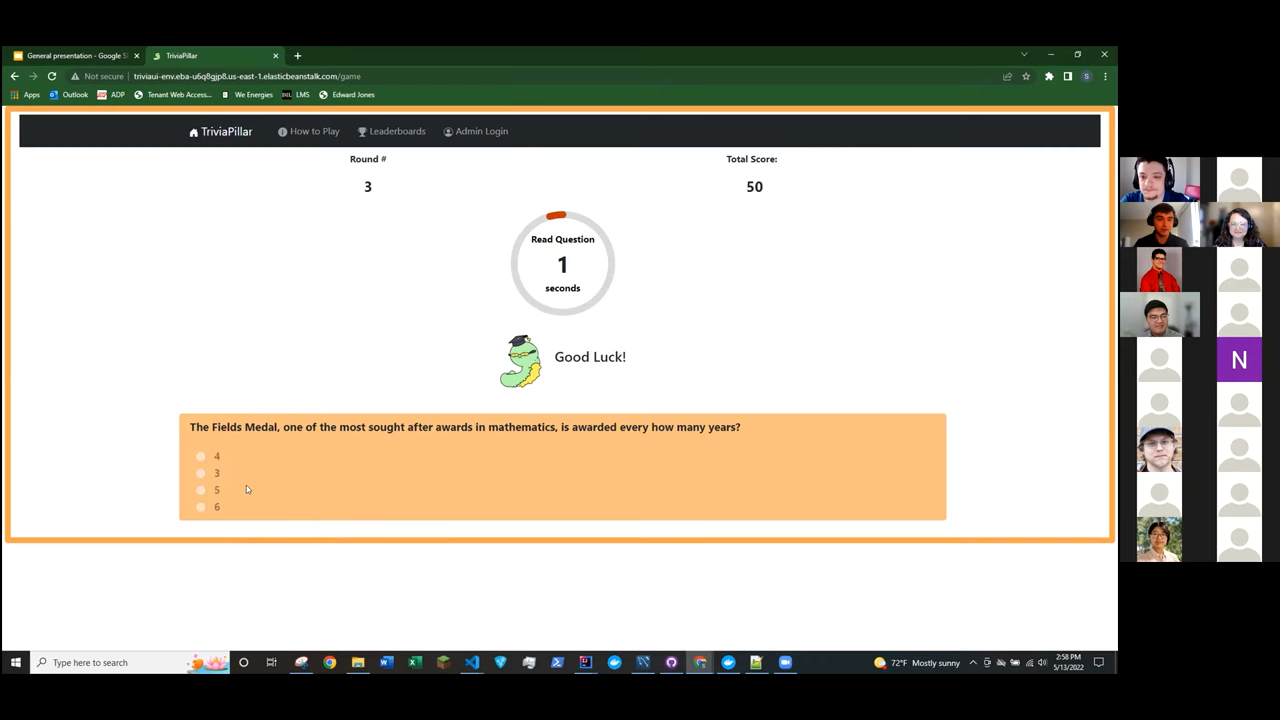 General presentation - Google Sl
TriviaPillar
Not secure
triviaui-env.eba-u6q8gjp8.us-east-1.elasticbeanstalk.com/game
S
Apps
Outlook
ADP
Tenant Web Access...
We Energies
LMS
Edward Jones
TriviaPillar
How to Play
Leaderboards
Admin Login
Round #
Total Score:
3
50
Read Question
1
seconds
Good Luck!
The Fields Medal, one of the most sought after awards in mathematics, is awarded every how many years?
4
3
5
6
N
Type here to search
72°F Mostly sunny
2:58 PM
5/13/2022